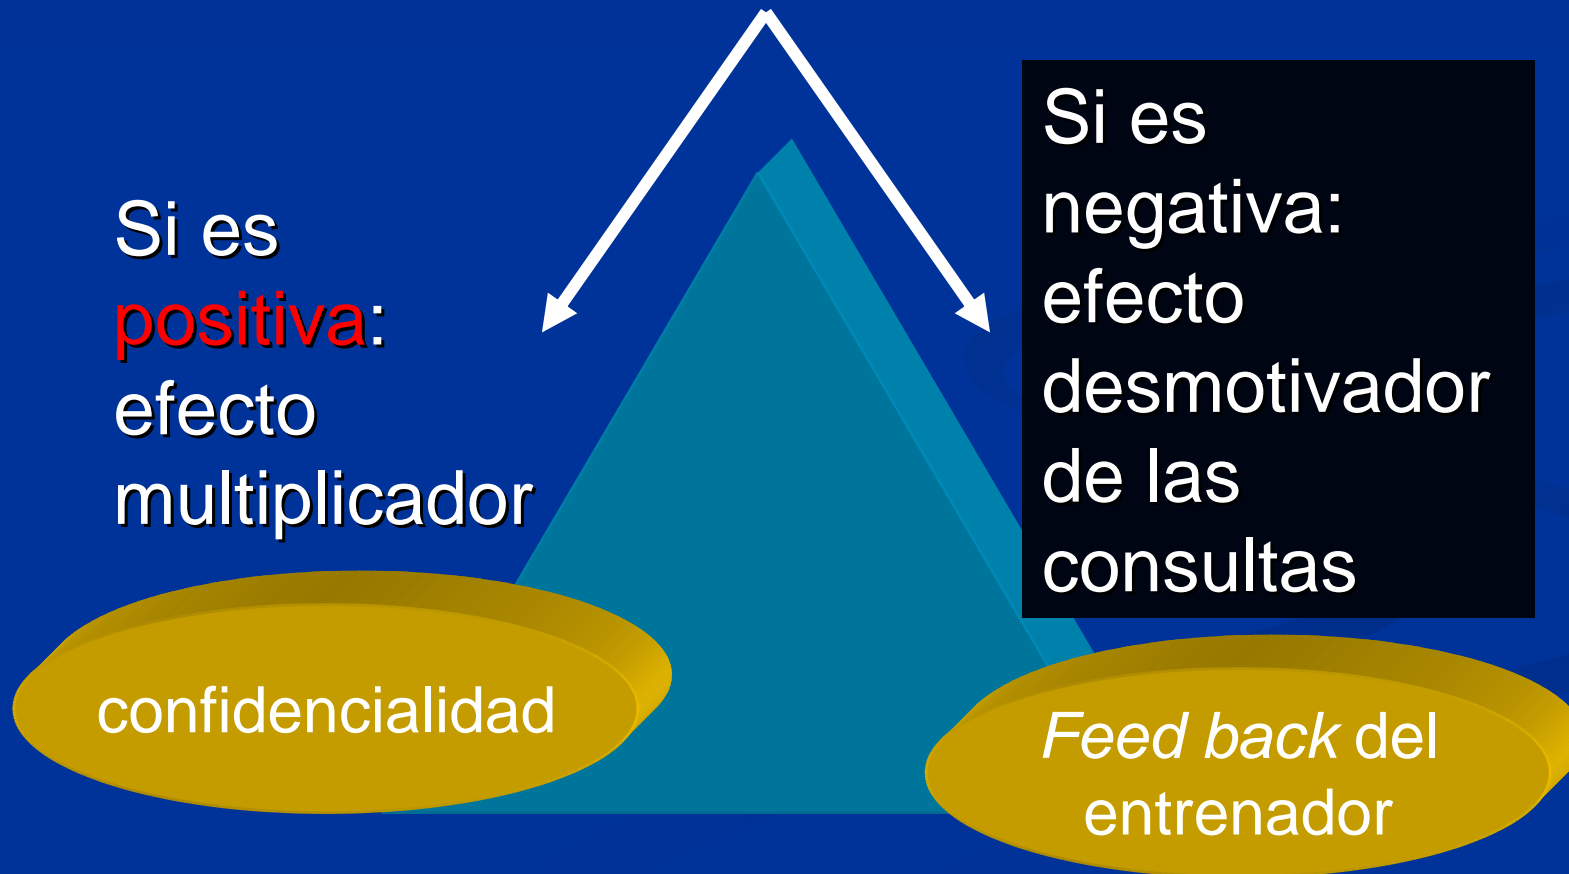 Si es
positiva:
efecto
multiplicador
Si es
negativa:
efecto
desmotivador
de las
consultas
confidencialidad
Feed back del
entrenador